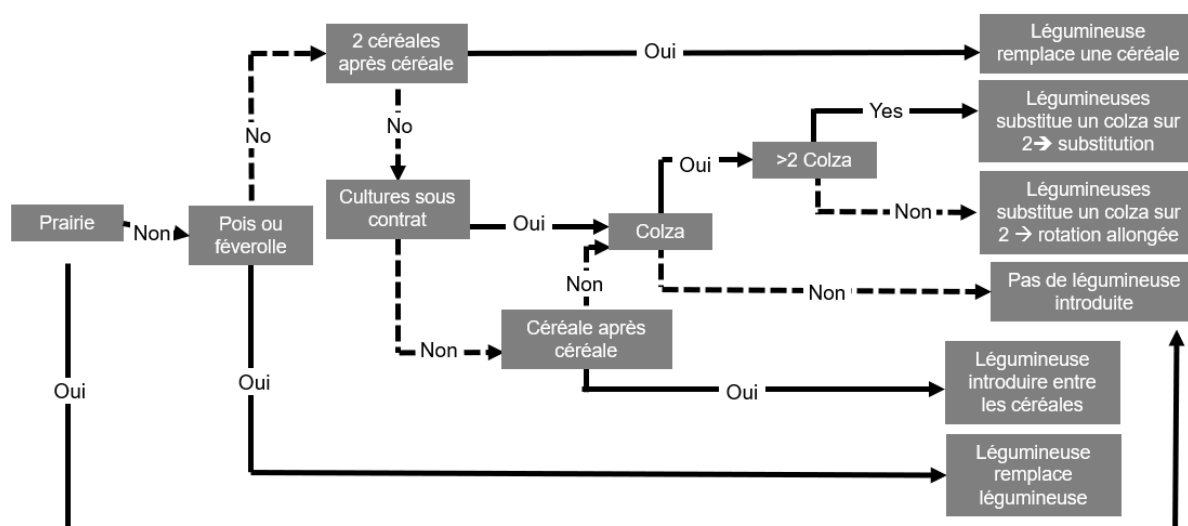 2 céréales
après céréale
Oui
Légumineuse
remplace une céréale
No
No
Yes
Légumineuses
substitue un colza sur
2➔ substitution
Oui
>2 Colza
Prairie
Non
Pois ou
féverolle
Cultures sous
contrat
Oui
Colza
Non
Légumineuses
substitue un colza sur
2 → rotation allongée
Non
Non
Pas de légumineuse
introduite
Non
Céréale après
céréale
Oui
Oui
Oui
Légumineuse
introduire entre
les céréales
Légumineuse
remplace
légumineuse